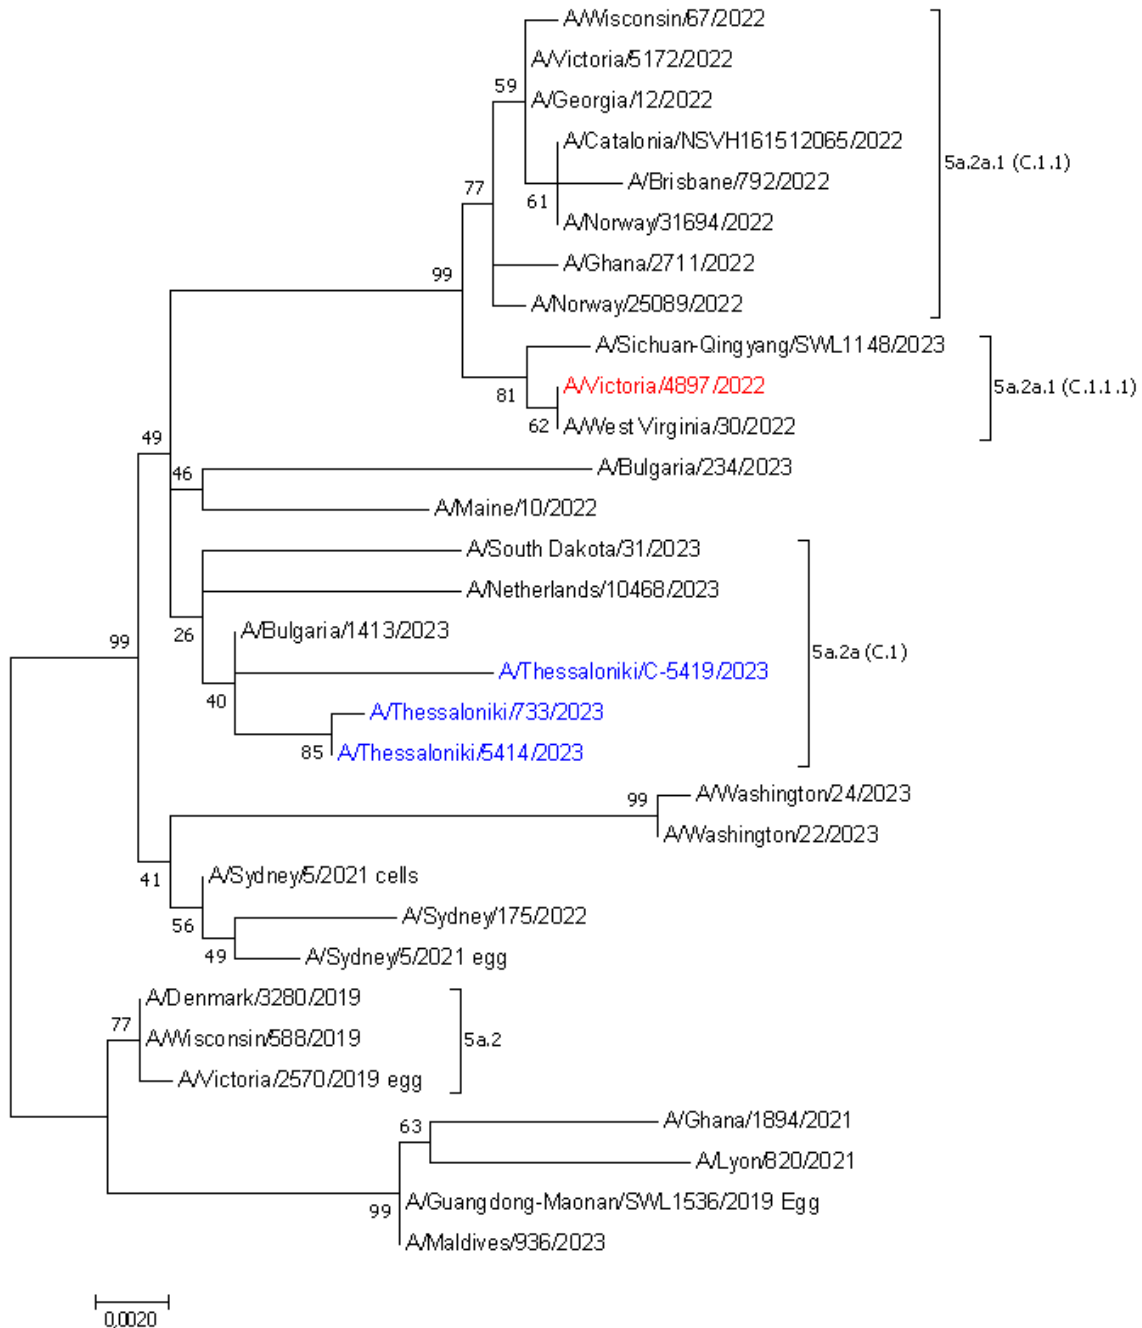 A/Wisconsin/67/2022
A/Victoria/5172/2022
59
A/Georgia/12/2022
A/Catalonia/NSVH161512065/2022
5a.2a.1 (C.1.1)
77
A/Brisbane/792/2022
61
A/Norway/31694/2022
A/Ghana/2711/2022
99
A/Norway/25089/2022
A/Sichuan-Qingyang/SWL1148/2023
A/Victoria/4897/2022
5a.2a.1 (C.1.1.1)
81
62
A/West Virginia/30/2022
49
A/Bulgaria/234/2023
46
A/Maine/10/2022
A/South Dakota/31/2023
A/Netherlands/10468/2023
A/Bulgaria/1413/2023
26
99
5a.2a (C.1)
A/Thessaloniki/C-5419/2023
40
A/Thessaloniki/733/2023
85
A/Thessaloniki/5414/2023
A/Washington/24/2023
99
A/Washington/22/2023
A/Sydney/5/2021 cells
41
A/Sydney/175/2022
56
49
A/Sydney/5/2021 egg
A/Denmark/3280/2019
77
A/Wisconsin/588/2019
5a.2
A/Victoria/2570/2019 egg
A/Ghana/1894/2021
63
A/Lyon/820/2021
A/Guangdong-Maonan/SWL1536/2019 Egg
99
A/Maldives/936/2023
0,0020